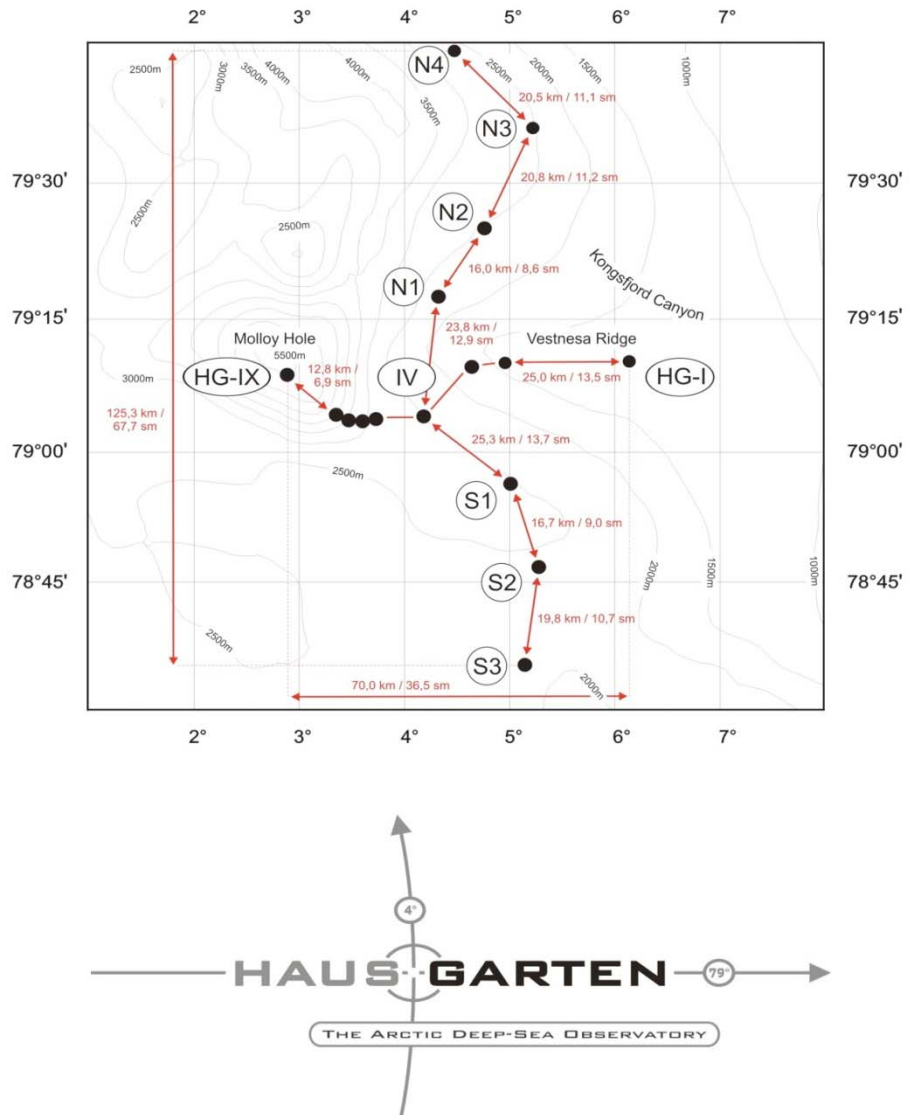 2° 3° 4° 5° 6° 7°
2500m
3000m
3500m
4000m
4000m
3500m
2500m
2000m
1500m
1000m
N4
20,5 km / 11,1 sm
N3
79°30' 79°30'
20,8 km / 11,2 sm
2500m
N2
2500m
16,0 km / 8,6 sm
Kongsfjord Canyon
N1
79°15' 79°15'
23,8 km /
12,9 sm
Molloy Hole
Vestnesa Ridge
5500m
HG-IX
12,8 km /
6,9 sm
IV
HG-I
3000m
25,0 km / 13,5 sm
125,3 km /
67,7 sm
25,3 km / 13,7 sm
79°00' 79°00'
2500m
S1
16,7 km / 9,0 sm
2000m
1500m
1000m
78°45' 78°45'
S2
19,8 km / 10,7 sm
2500m
S3
70,0 km / 36,5 sm
2000m
2° 3° 4° 5° 6° 7°
4°
HAUSGARTEN
79°
THE ARCTIC DEEP-SEA OBSERVATORY